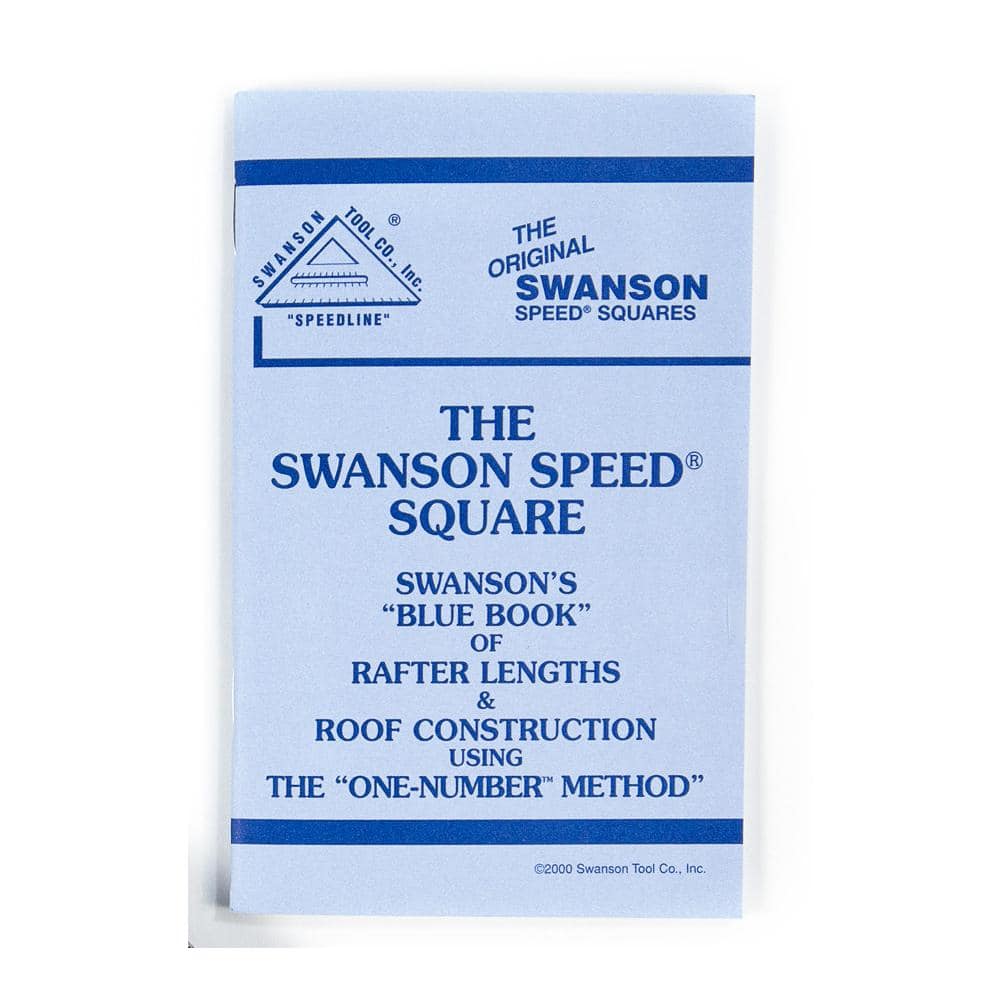 SWANSON TOOL CO., Inc. ®
"SPEEDLINE"
THE
ORIGINAL
SWANSON
SPEED® SQUARES
THE
SWANSON SPEED®
SQUARE
SWANSON'S
“BLUE BOOK”
OF
RAFTER LENGTHS
&
ROOF CONSTRUCTION
USING
THE “ONE-NUMBER™ METHOD”
©2000 Swanson Tool Co., Inc.